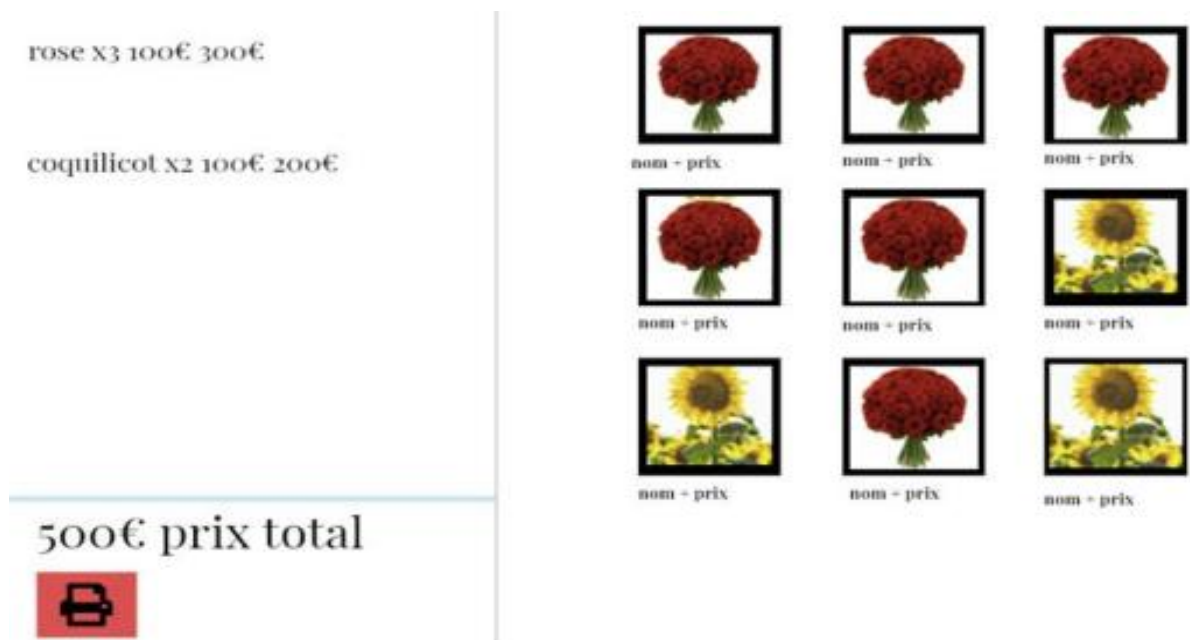 rose x3 100€ 300€
coquilicot x2 100€ 200€
500€ prix total
nom + prix
nom + prix
nom + prix
nom + prix
nom + prix
nom + prix
nom + prix
nom + prix
nom + prix